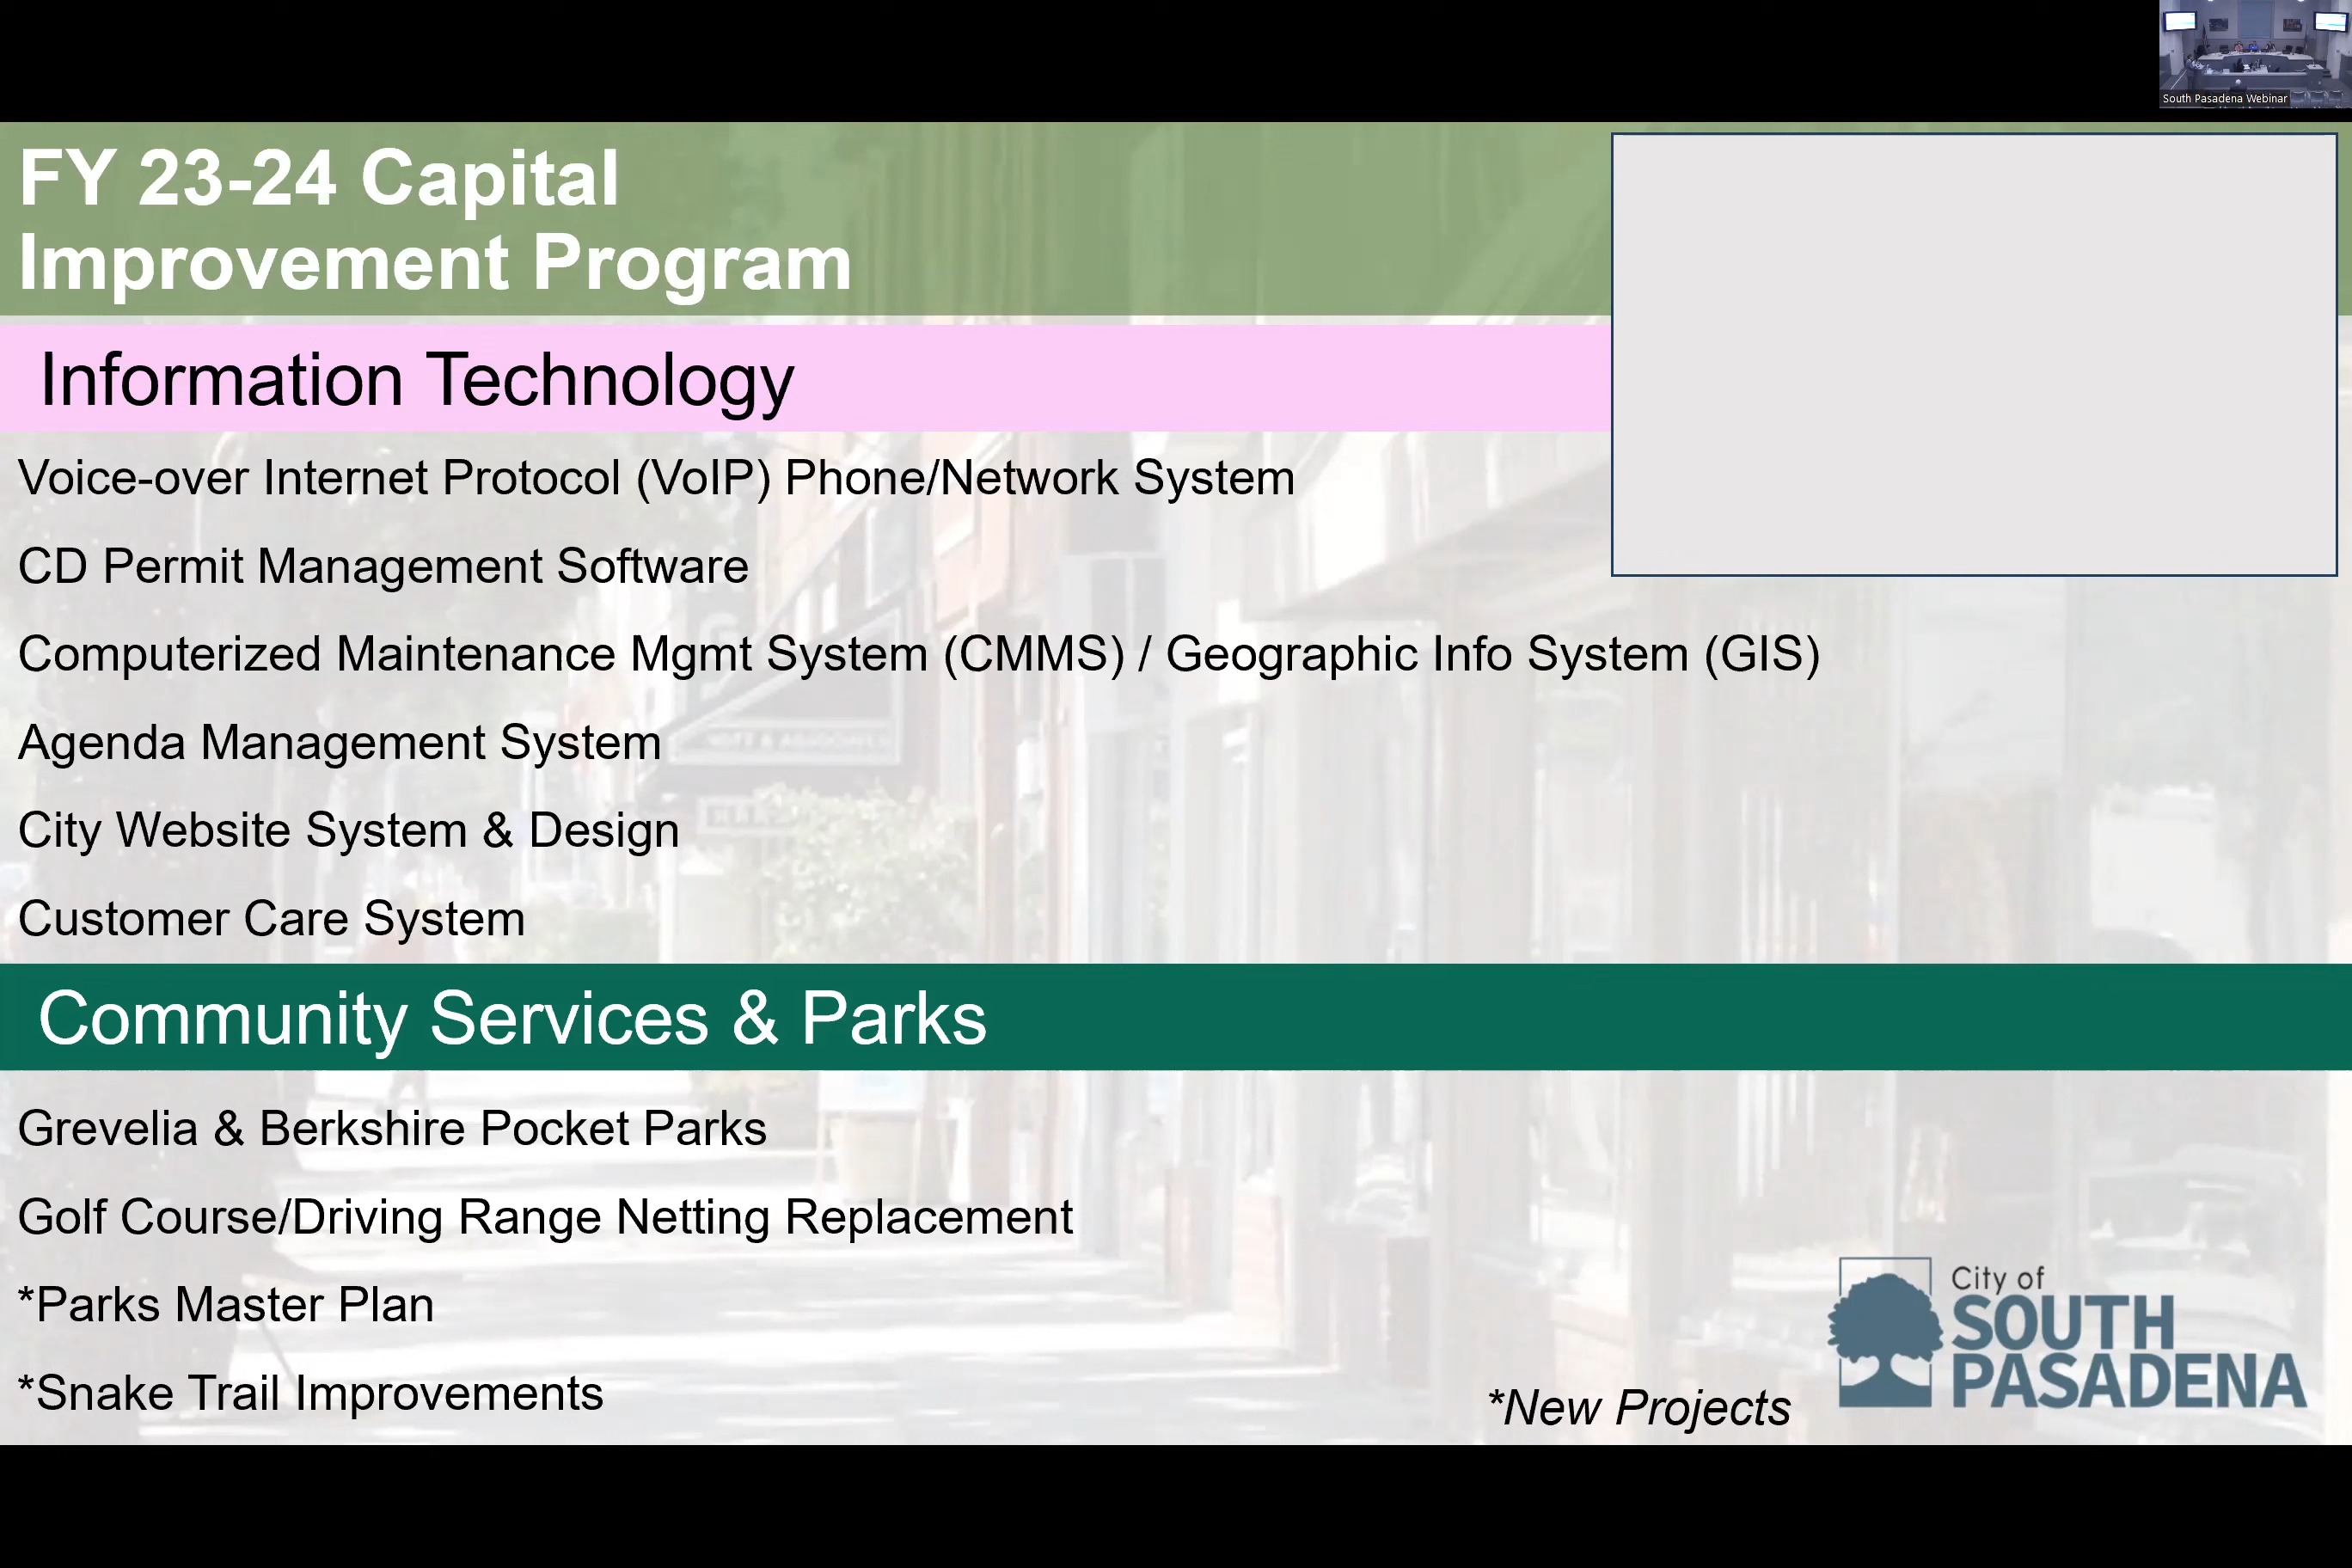 South Pasadena Webinar
FY 23-24 Capital
Improvement Program
Information Technology
Voice-over Internet Protocol (VoIP) Phone/Network System
CD Permit Management Software
Computerized Maintenance Mgmt System (CMMS) / Geographic Info System (GIS)
Agenda Management System
City Website System & Design
Customer Care System
Community Services & Parks
Grevelia & Berkshire Pocket Parks
Golf Course/Driving Range Netting Replacement
*Parks Master Plan
*Snake Trail Improvements
*New Projects
City of
SOUTH
PASADENA